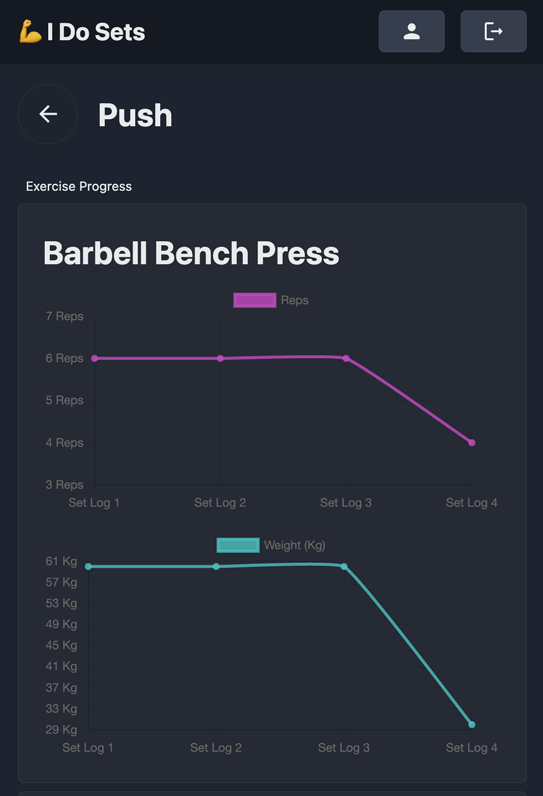 💪 I Do Sets
Push
Exercise Progress
Barbell Bench Press
Reps
7 Reps
6 Reps
5 Reps
4 Reps
3 Reps
Set Log 1 Set Log 2 Set Log 3 Set Log 4
Weight (Kg)
61 Kg
57 Kg
53 Kg
49 Kg
45 Kg
41 Kg
37 Kg
33 Kg
29 Kg
Set Log 1 Set Log 2 Set Log 3 Set Log 4